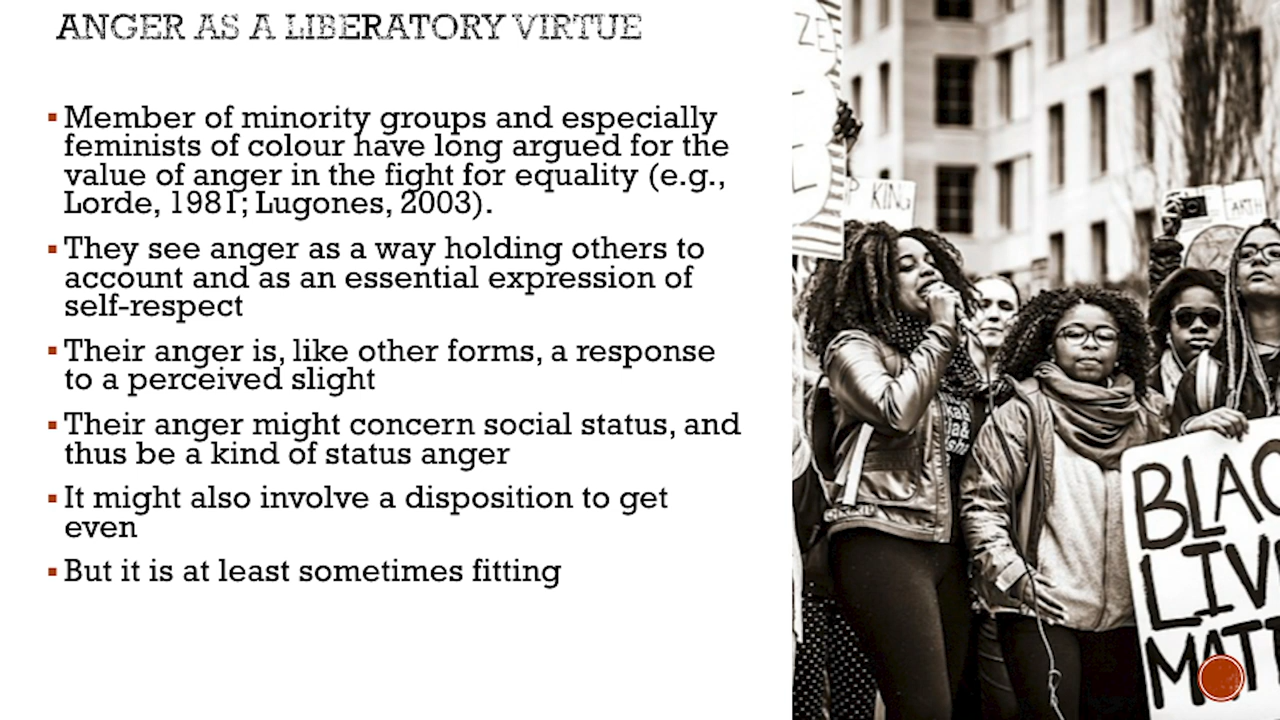 ANGER AS A LIBERATORY VIRTUE
Member of minority groups and especially
feminists of colour have long argued for the
value of anger in the fight for equality (e.g.,
Lorde, 1981; Lugones, 2003).
They see anger as a way holding others to
account and as an essential expression of
self-respect
Their anger is, like other forms, a response
to a perceived slight
Their anger might concern social status, and
thus be a kind of status anger
It might also involve a disposition to get
even
But it is at least sometimes fitting
KING
BLAC
LIV
MATT